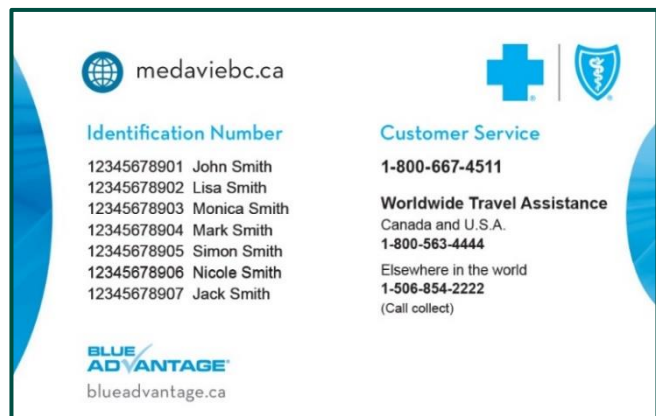 medaviebc.ca
Identification Number
12345678901 John Smith
12345678902 Lisa Smith
12345678903 Monica Smith
12345678904 Mark Smith
12345678905 Simon Smith
12345678906 Nicole Smith
12345678907 Jack Smith
BLUE
ADVANTAGE®
blueadvantage.ca
Customer Service
1-800-667-4511
Worldwide Travel Assistance
Canada and U.S.A.
1-800-563-4444
Elsewhere in the world
1-506-854-2222
(Call collect)